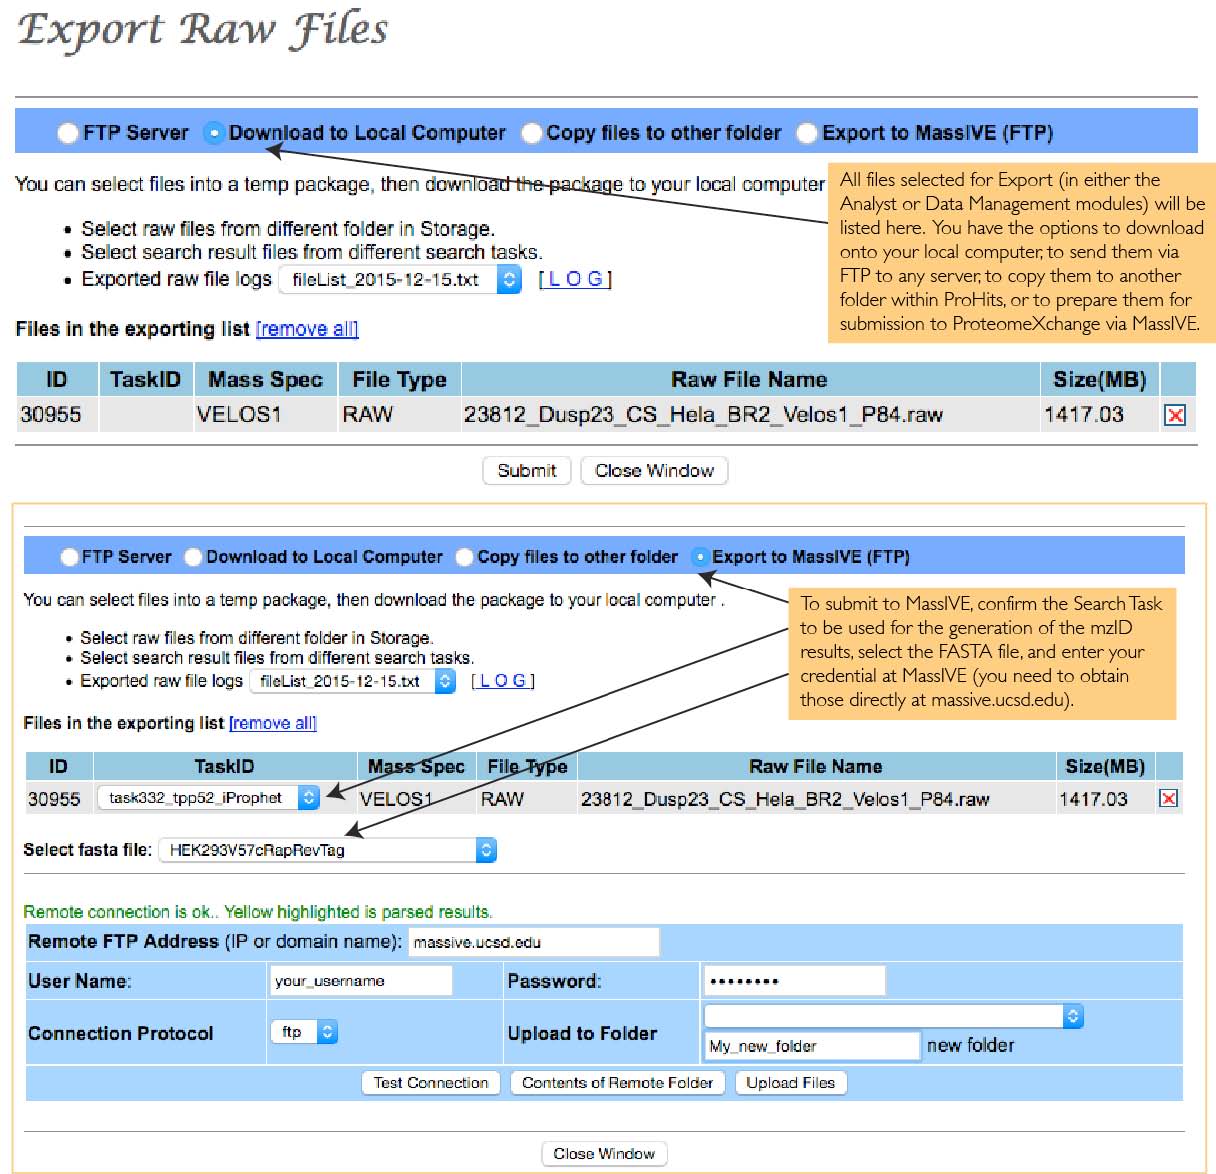 Export Raw Files
FTP Server Download to Local Computer Copy files to other folder Export to MassIVE (FTP)
You can select files into a temp package, then download the package to your local computer
All files selected for Export (in either the
Analyst or Data Management modules) will be
listed here. You have the options to download
onto your local computer, to send them via
FTP to any server, to copy them to another
folder within ProHits, or to prepare them for
submission to ProteomeXchange via MassIVE.
• Select raw files from different folder in Storage.
• Select search result files from different search tasks.
• Exported raw file logs fileList_2015-12-15.txt [ L O G ]
Files in the exporting list [remove all]
ID TaskID Mass Spec File Type Raw File Name Size(MB)
30955 VELOS1 RAW 23812_Dusp23_CS_Hela_BR2_Velos1_P84.raw 1417.03
Submit Close Window
FTP Server Download to Local Computer Copy files to other folder Export to MassIVE (FTP)
You can select files into a temp package, then download the package to your local computer .
To submit to MassIVE, confirm the Search Task
to be used for the generation of the mzID
results, select the FASTA file, and enter your
credential at MassIVE (you need to obtain
those directly at massive.ucsd.edu).
• Select raw files from different folder in Storage.
• Select search result files from different search tasks.
• Exported raw file logs fileList_2015-12-15.txt [ L O G ]
Files in the exporting list [remove all]
ID TaskID Mass Spec File Type Raw File Name Size(MB)
30955 task332_tpp52_iProphet VELOS1 RAW 23812_Dusp23_CS_Hela_BR2_Velos1_P84.raw 1417.03
Select fasta file: HEK293V57cRapRevTag
Remote connection is ok.. Yellow highlighted is parsed results.
Remote FTP Address (IP or domain name): massive.ucsd.edu
User Name: your_username Password: ••••••••
Connection Protocol ftp Upload to Folder
My_new_folder new folder
Test Connection Contents of Remote Folder Upload Files
Close Window